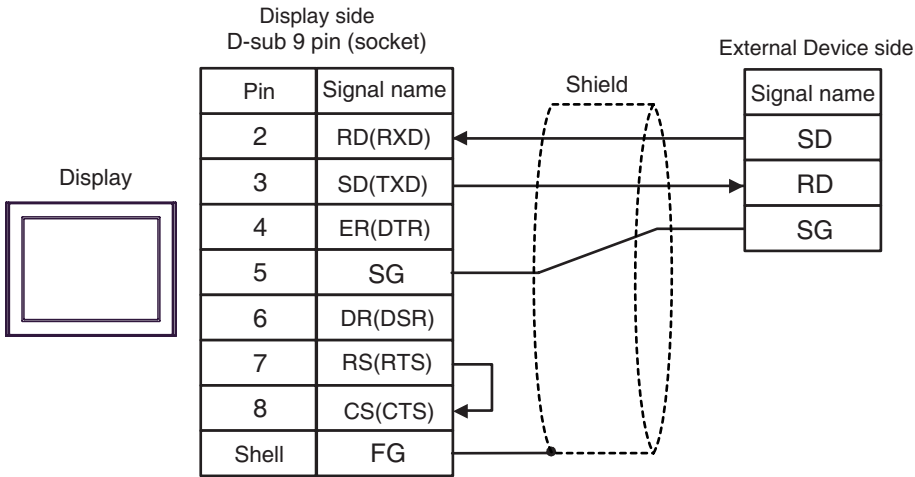 Display side
D-sub 9 pin (socket)
External Device side
Display
Shield
Pin Signal name
2 RD(RXD)
3 SD(TXD)
4 ER(DTR)
5 SG
6 DR(DSR)
7 RS(RTS)
8 CS(CTS)
Shell FG
Signal name
SD
RD
SG